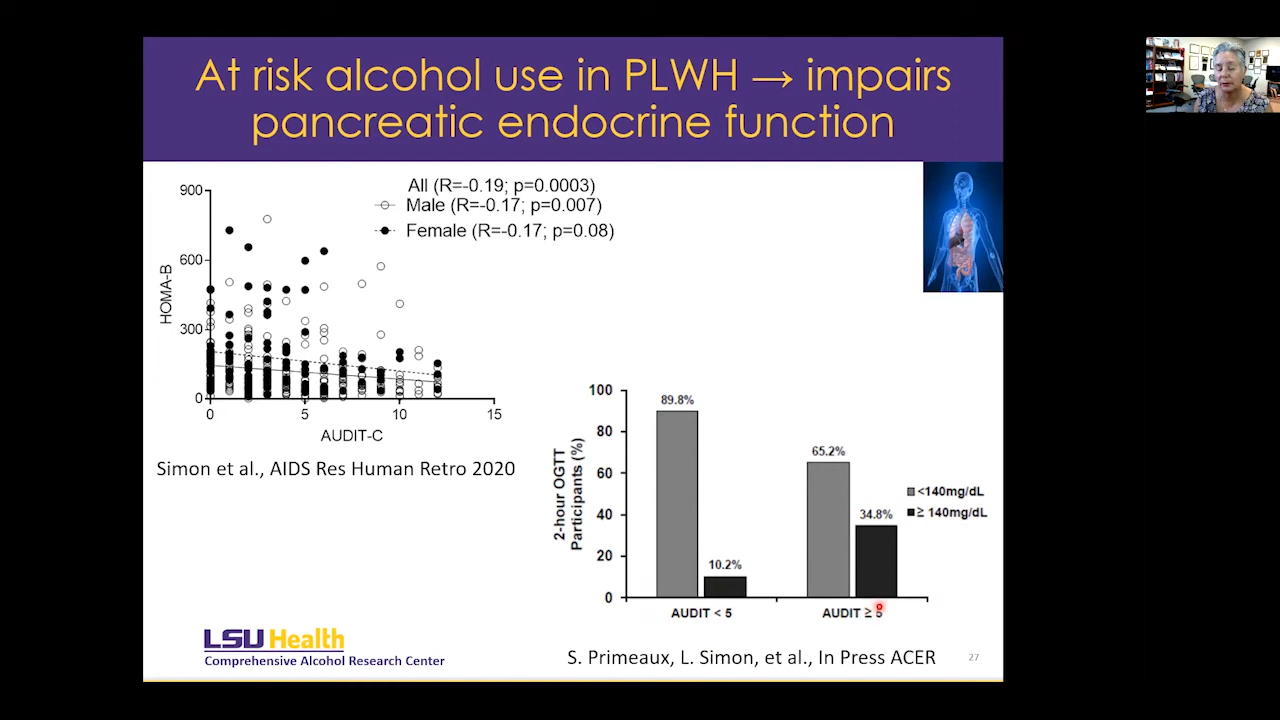 At risk alcohol use in PLWH → impairs
pancreatic endocrine function
All (R=-0.19; p=0.0003)
Male (R=-0.17; p=0.007)
Female (R=-0.17; p=0.08)
900
600
300
0
HOMA-B
0
5
10
15
AUDIT-C
Simon et al., AIDS Res Human Retro 2020
100
80
60
40
20
0
2-hour OGTT
Participants (%)
89.8%
10.2%
65.2%
34.8%
<140mg/dL
≥ 140mg/dL
AUDIT < 5
AUDIT ≥ 5
LSU Health
Comprehensive Alcohol Research Center
S. Primeaux, L. Simon, et al., In Press ACER
27